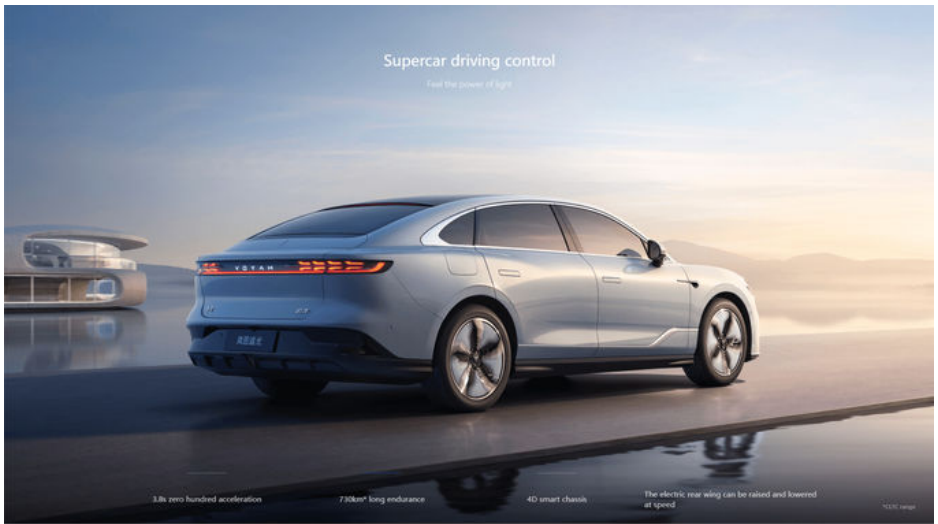 Supercar driving control
Feel the power of light
VOYAH
3.8s zero hundred acceleration
730km* long endurance
4D smart chassis
The electric rear wing can be raised and lowered
at speed
*CLTC range